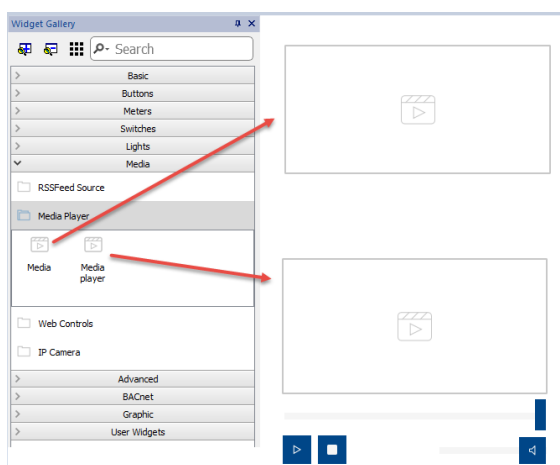 Widget Gallery
Search
Basic
Buttons
Meters
Switches
Lights
Media
RSSFeed Source
Media Player
Media
Media player
Web Controls
IP Camera
Advanced
BACnet
Graphic
User Widgets